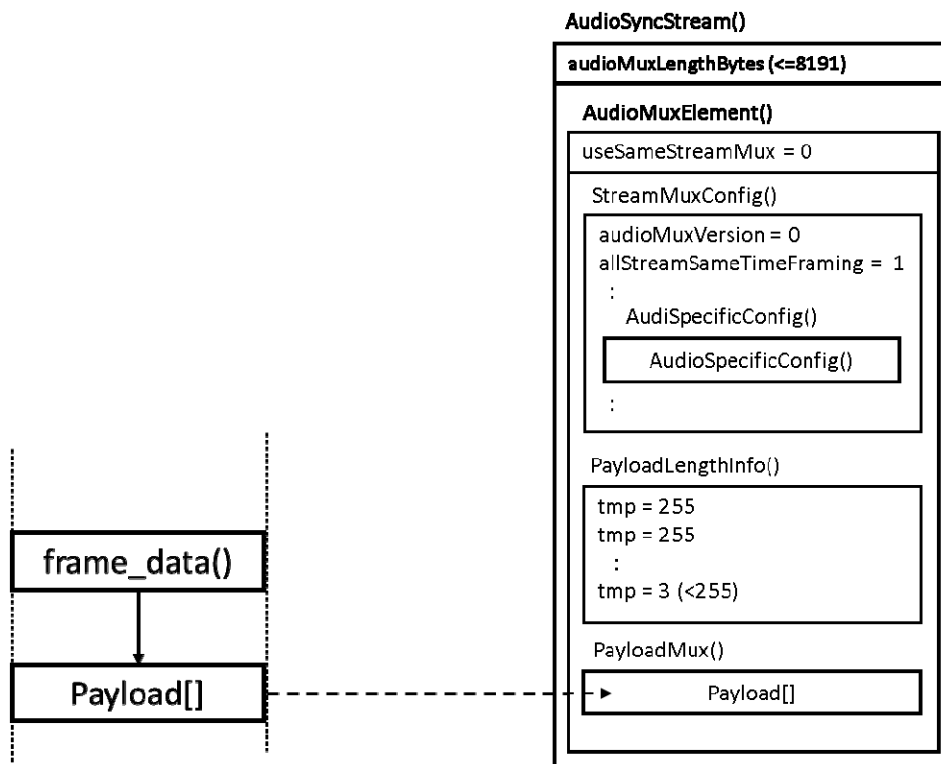 AudioSyncStream()
audioMuxLengthBytes (<=8191)
AudioMuxElement()
useSameStreamMux = 0
StreamMuxConfig()
audioMuxVersion = 0
allStreamSameTimeFraming = 1
:
AudiSpecificConfig()
AudioSpecificConfig()
:
PayloadLengthInfo()
tmp = 255
tmp = 255
:
tmp = 3 (<255)
PayloadMux()
Payload[]
frame_data()
Payload[]